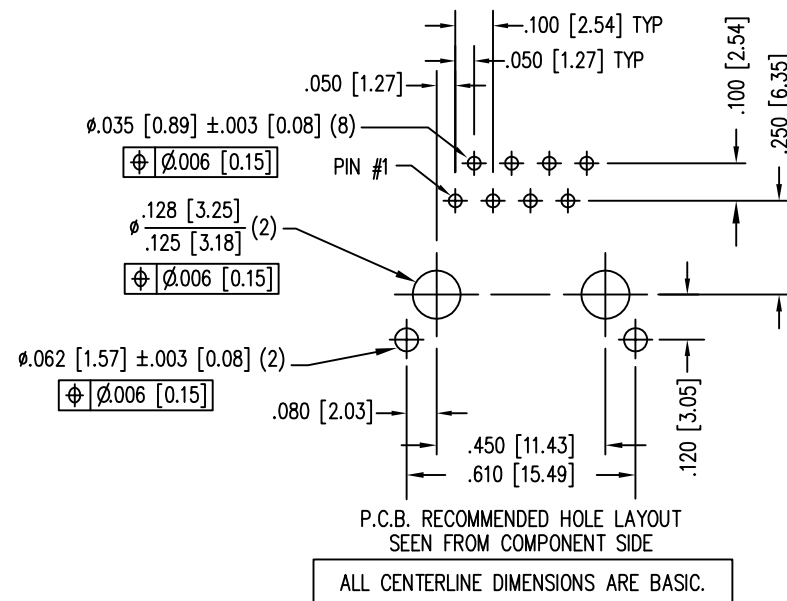 .100 [2.54] TYP
.050 [1.27] TYP
.050 [1.27]
.100 [2.54]
.250 [6.35]
ø.035 [0.89] ±.003 [0.08] (8)
⌖ Ø.006 [0.15]
PIN #1
ø .128 [3.25]
.125 [3.18] (2)
⌖ Ø.006 [0.15]
ø.062 [1.57] ±.003 [0.08] (2)
⌖ Ø.006 [0.15]
.080 [2.03]
.450 [11.43]
.610 [15.49]
.120 [3.05]
P.C.B. RECOMMENDED HOLE LAYOUT
SEEN FROM COMPONENT SIDE
ALL CENTERLINE DIMENSIONS ARE BASIC.